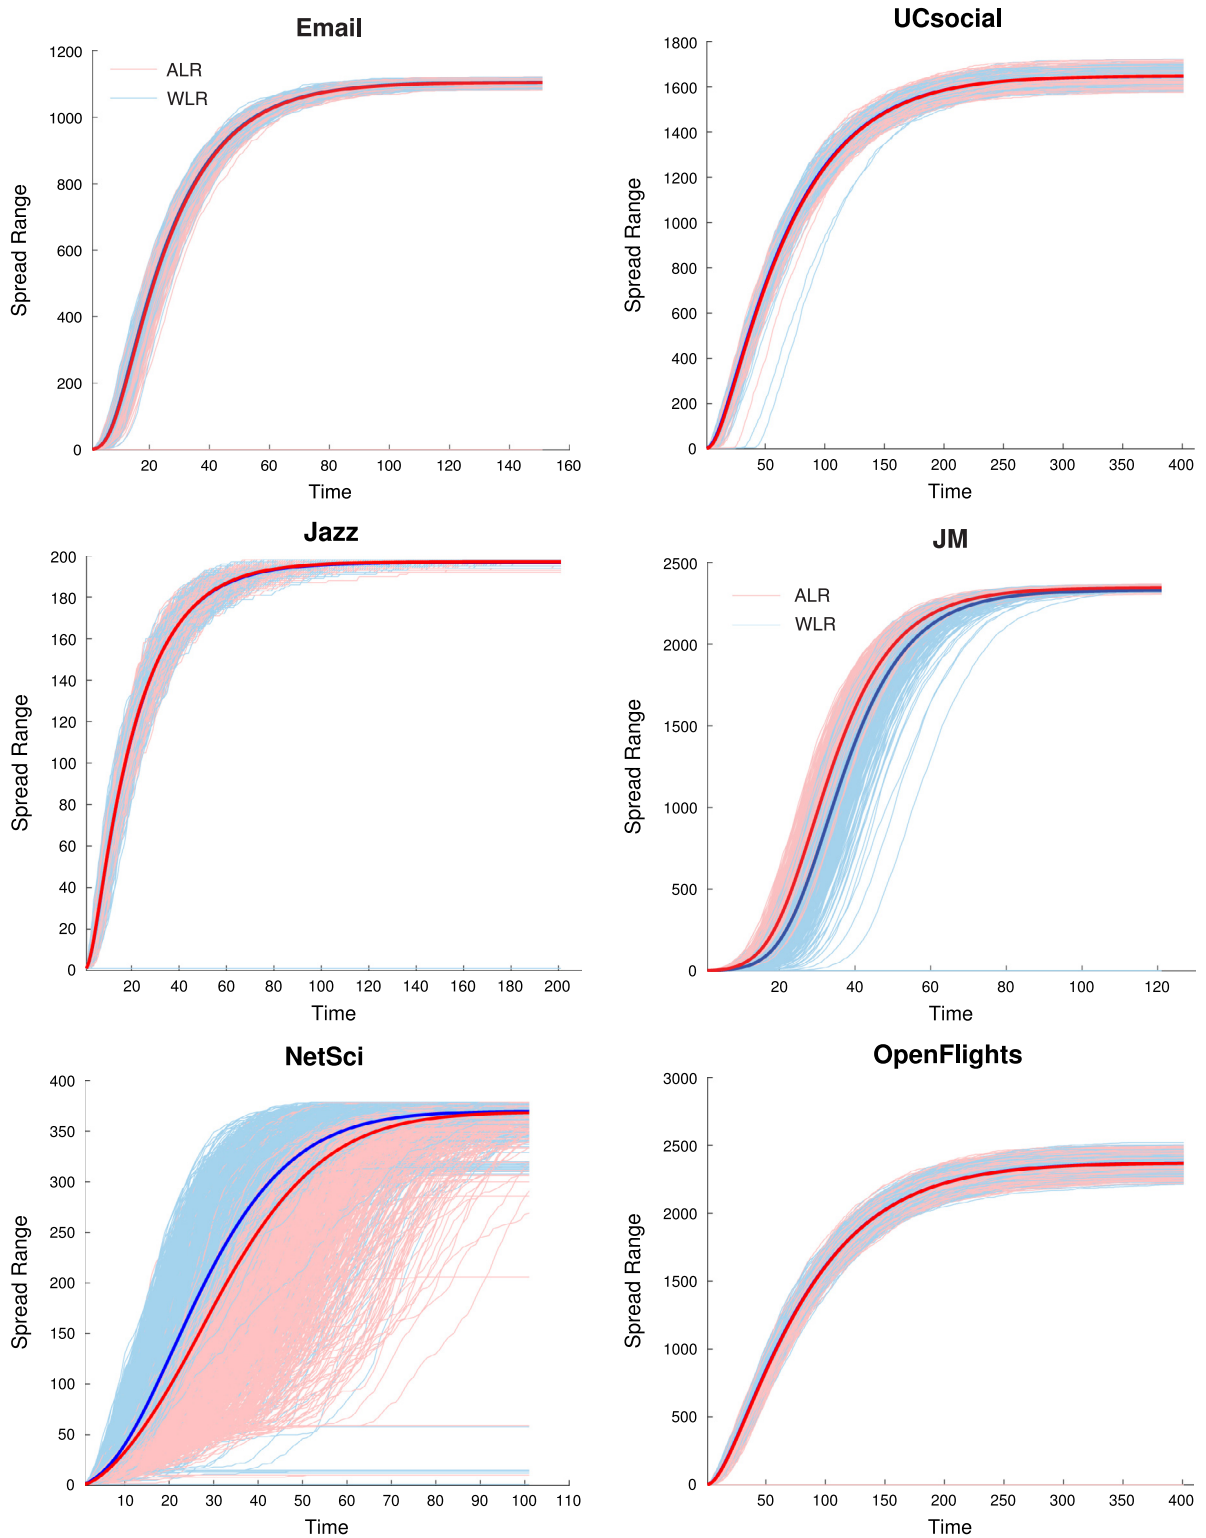 Email
1200
1000
800
600
400
200
0
ALR
WLR
Spread Range
20 40 60 80 100 120 140 160
Time
UCsocial
1800
1600
1400
1200
1000
800
600
400
200
0
Spread Range
50 100 150 200 250 300 350 400
Time
Jazz
200
180
160
140
120
100
80
60
40
20
0
Spread Range
20 40 60 80 100 120 140 160 180 200
Time
JM
2500
2000
1500
1000
500
0
ALR
WLR
Spread Range
20 40 60 80 100 120
Time
NetSci
400
350
300
250
200
150
100
50
0
Spread Range
10 20 30 40 50 60 70 80 90 100 110
Time
OpenFlights
3000
2500
2000
1500
1000
500
0
Spread Range
50 100 150 200 250 300 350 400
Time